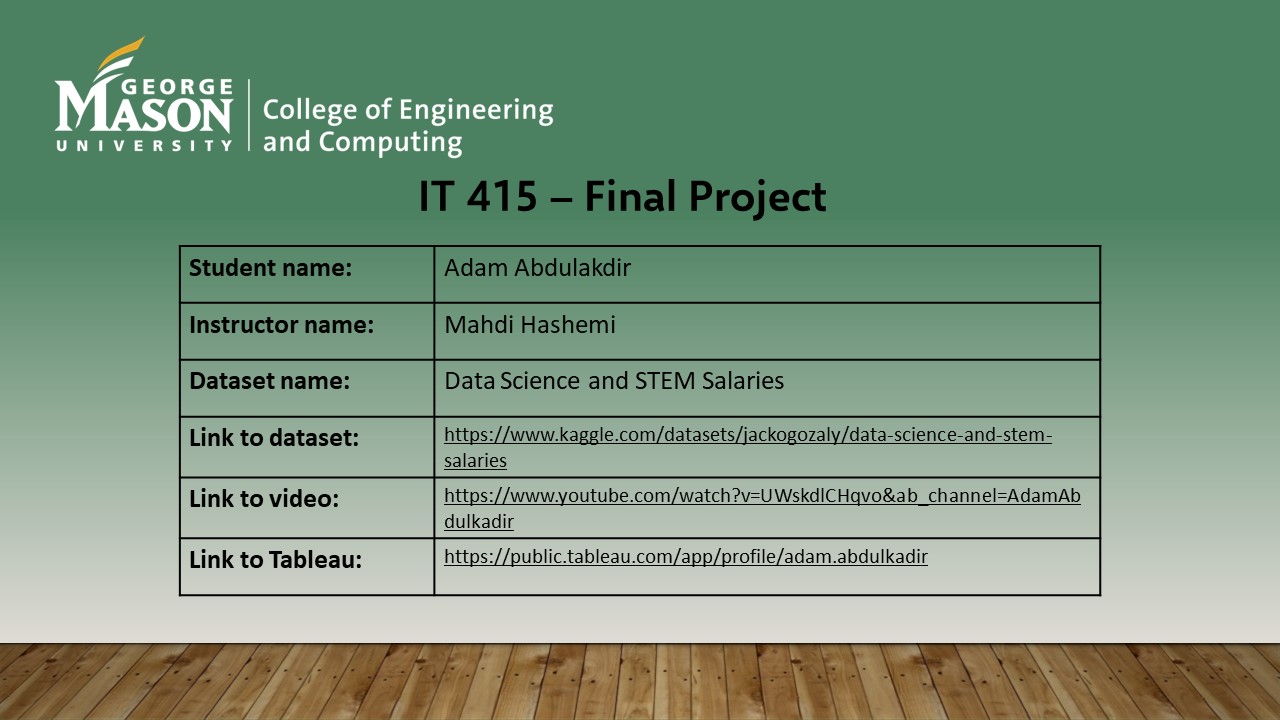 GEORGE
MASON
UNIVERSITY
College of Engineering
and Computing
IT 415 – Final Project
Student name: Adam Abdulakdir
Instructor name: Mahdi Hashemi
Dataset name: Data Science and STEM Salaries
Link to dataset: https://www.kaggle.com/datasets/jackogozaly/data-science-and-stem-
salaries
Link to video: https://www.youtube.com/watch?v=UWskdlCHqvo&ab_channel=AdamAb
dulkadir
Link to Tableau: https://public.tableau.com/app/profile/adam.abdulkadir